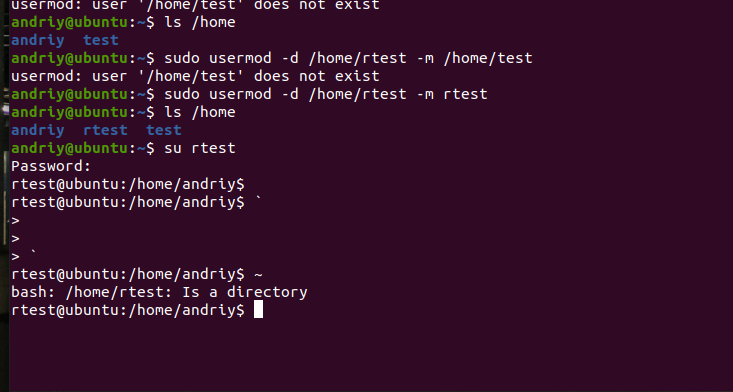 usermod: user '/home/test' does not exist
andriy@ubuntu:~$ ls /home
andriy  test
andriy@ubuntu:~$ sudo usermod -d /home/rtest -m /home/test
usermod: user '/home/test' does not exist
andriy@ubuntu:~$ sudo usermod -d /home/rtest -m rtest
andriy@ubuntu:~$ ls /home
andriy  rtest  test
andriy@ubuntu:~$ su rtest
Password:
rtest@ubuntu:/home/andriy$
rtest@ubuntu:/home/andriy$ `
>
>
> `
rtest@ubuntu:/home/andriy$ ~
bash: /home/rtest: Is a directory
rtest@ubuntu:/home/andriy$